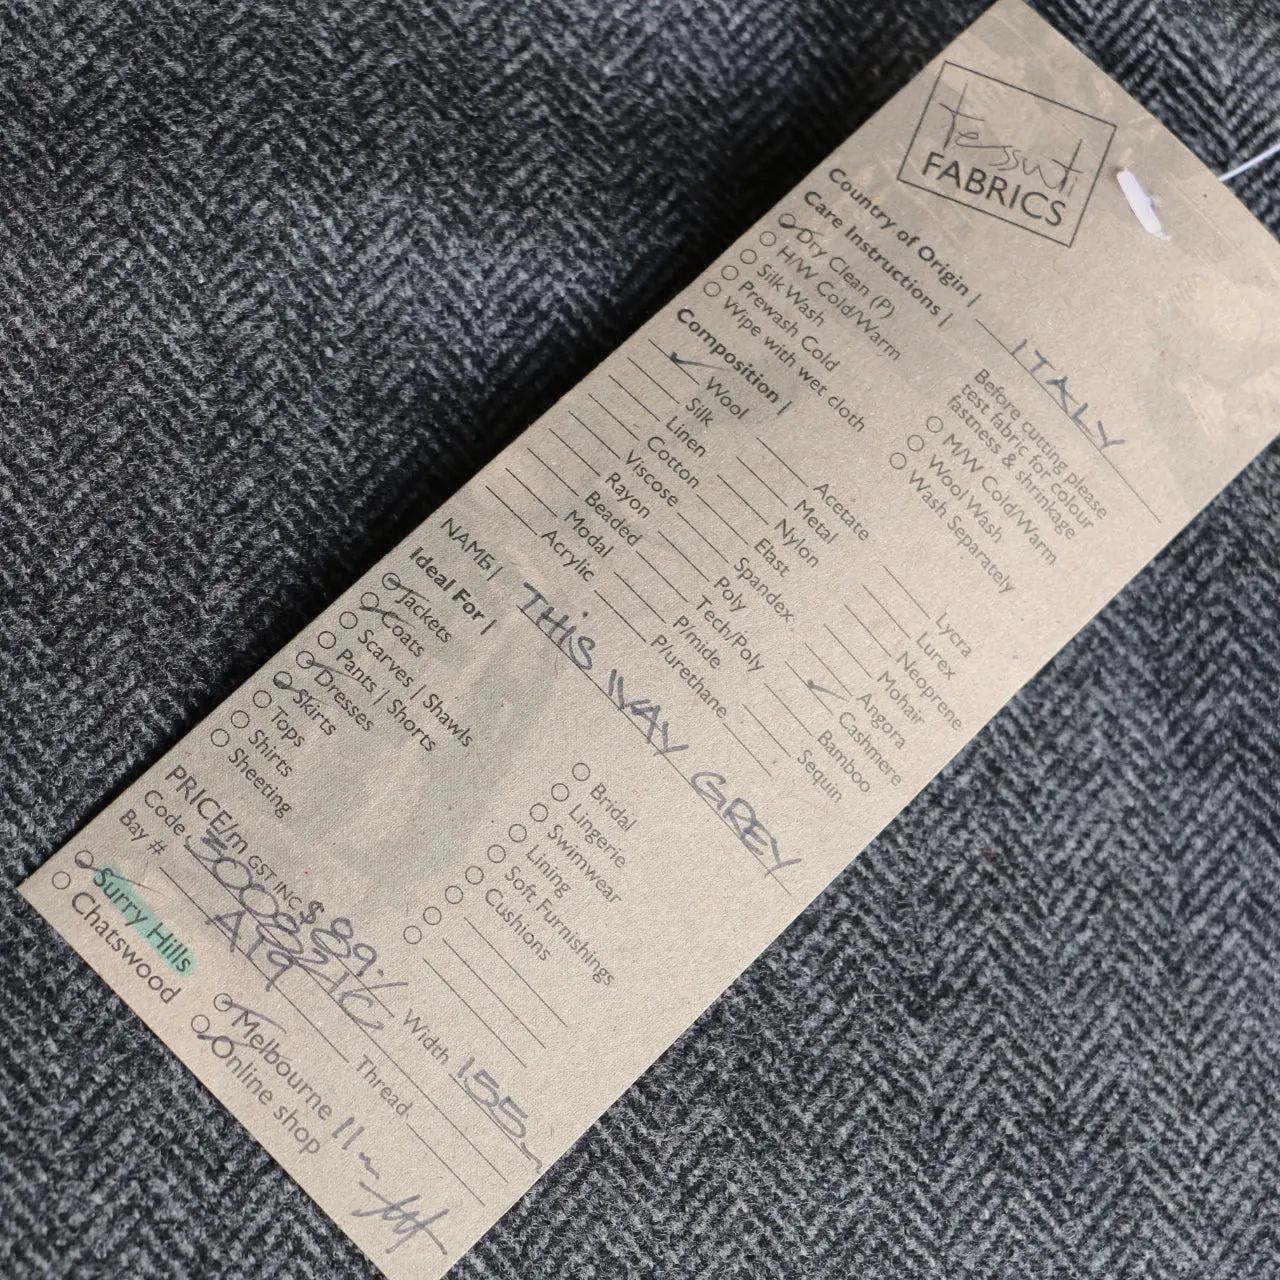 Tessuti
FABRICS
Country of Origin | ITALY
Care Instructions |
Dry Clean (P)
H/W Cold/Warm
Silk Wash
Prewash Cold
Wipe with wet cloth
Before cutting please
test fabric for colour
fastness & shrinkage
M/W Cold/Warm
Wool Wash
Wash Separately
Composition |
Wool
Silk
Linen
Cotton
Viscose
Rayon
Beaded
Modal
Acrylic
Acetate
Metal
Nylon
Elast
Spandex
Poly
Tech/Poly
P/mide
P/urethane
Lycra
Lurex
Neoprene
Mohair
Angora
Cashmere
Bamboo
Sequin
NAME| THIS WAY GREY
Ideal For |
Jackets
Coats
Scarves | Shawls
Pants | Shorts
Dresses
Skirts
Tops
Shirts
Sheeting
Bridal
Lingerie
Swimwear
Lining
Soft Furnishings
Cushions
PRICE/m GST INC $ 89.- Width 155
Code
Bay # A19 Thread
Surry Hills
Chatswood
Melbourne 11m
Online shop